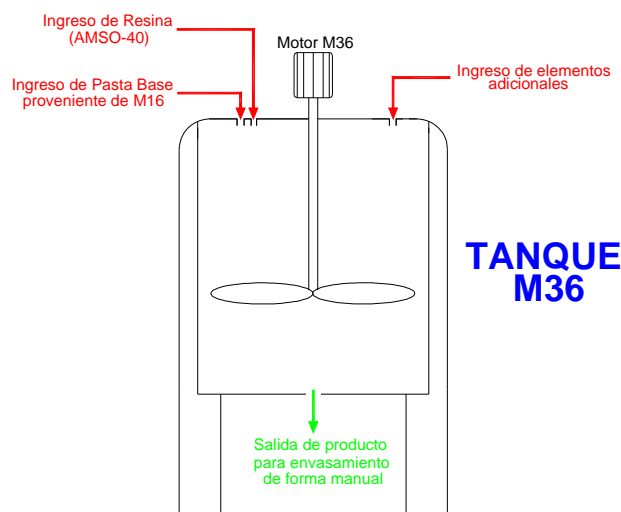 Ingreso de Resina
(AMSO-40)
Motor M36
Ingreso de Pasta Base
proveniente de M16
Ingreso de elementos
adicionales
TANQUE
M36
Salida de producto
para envasamiento
de forma manual